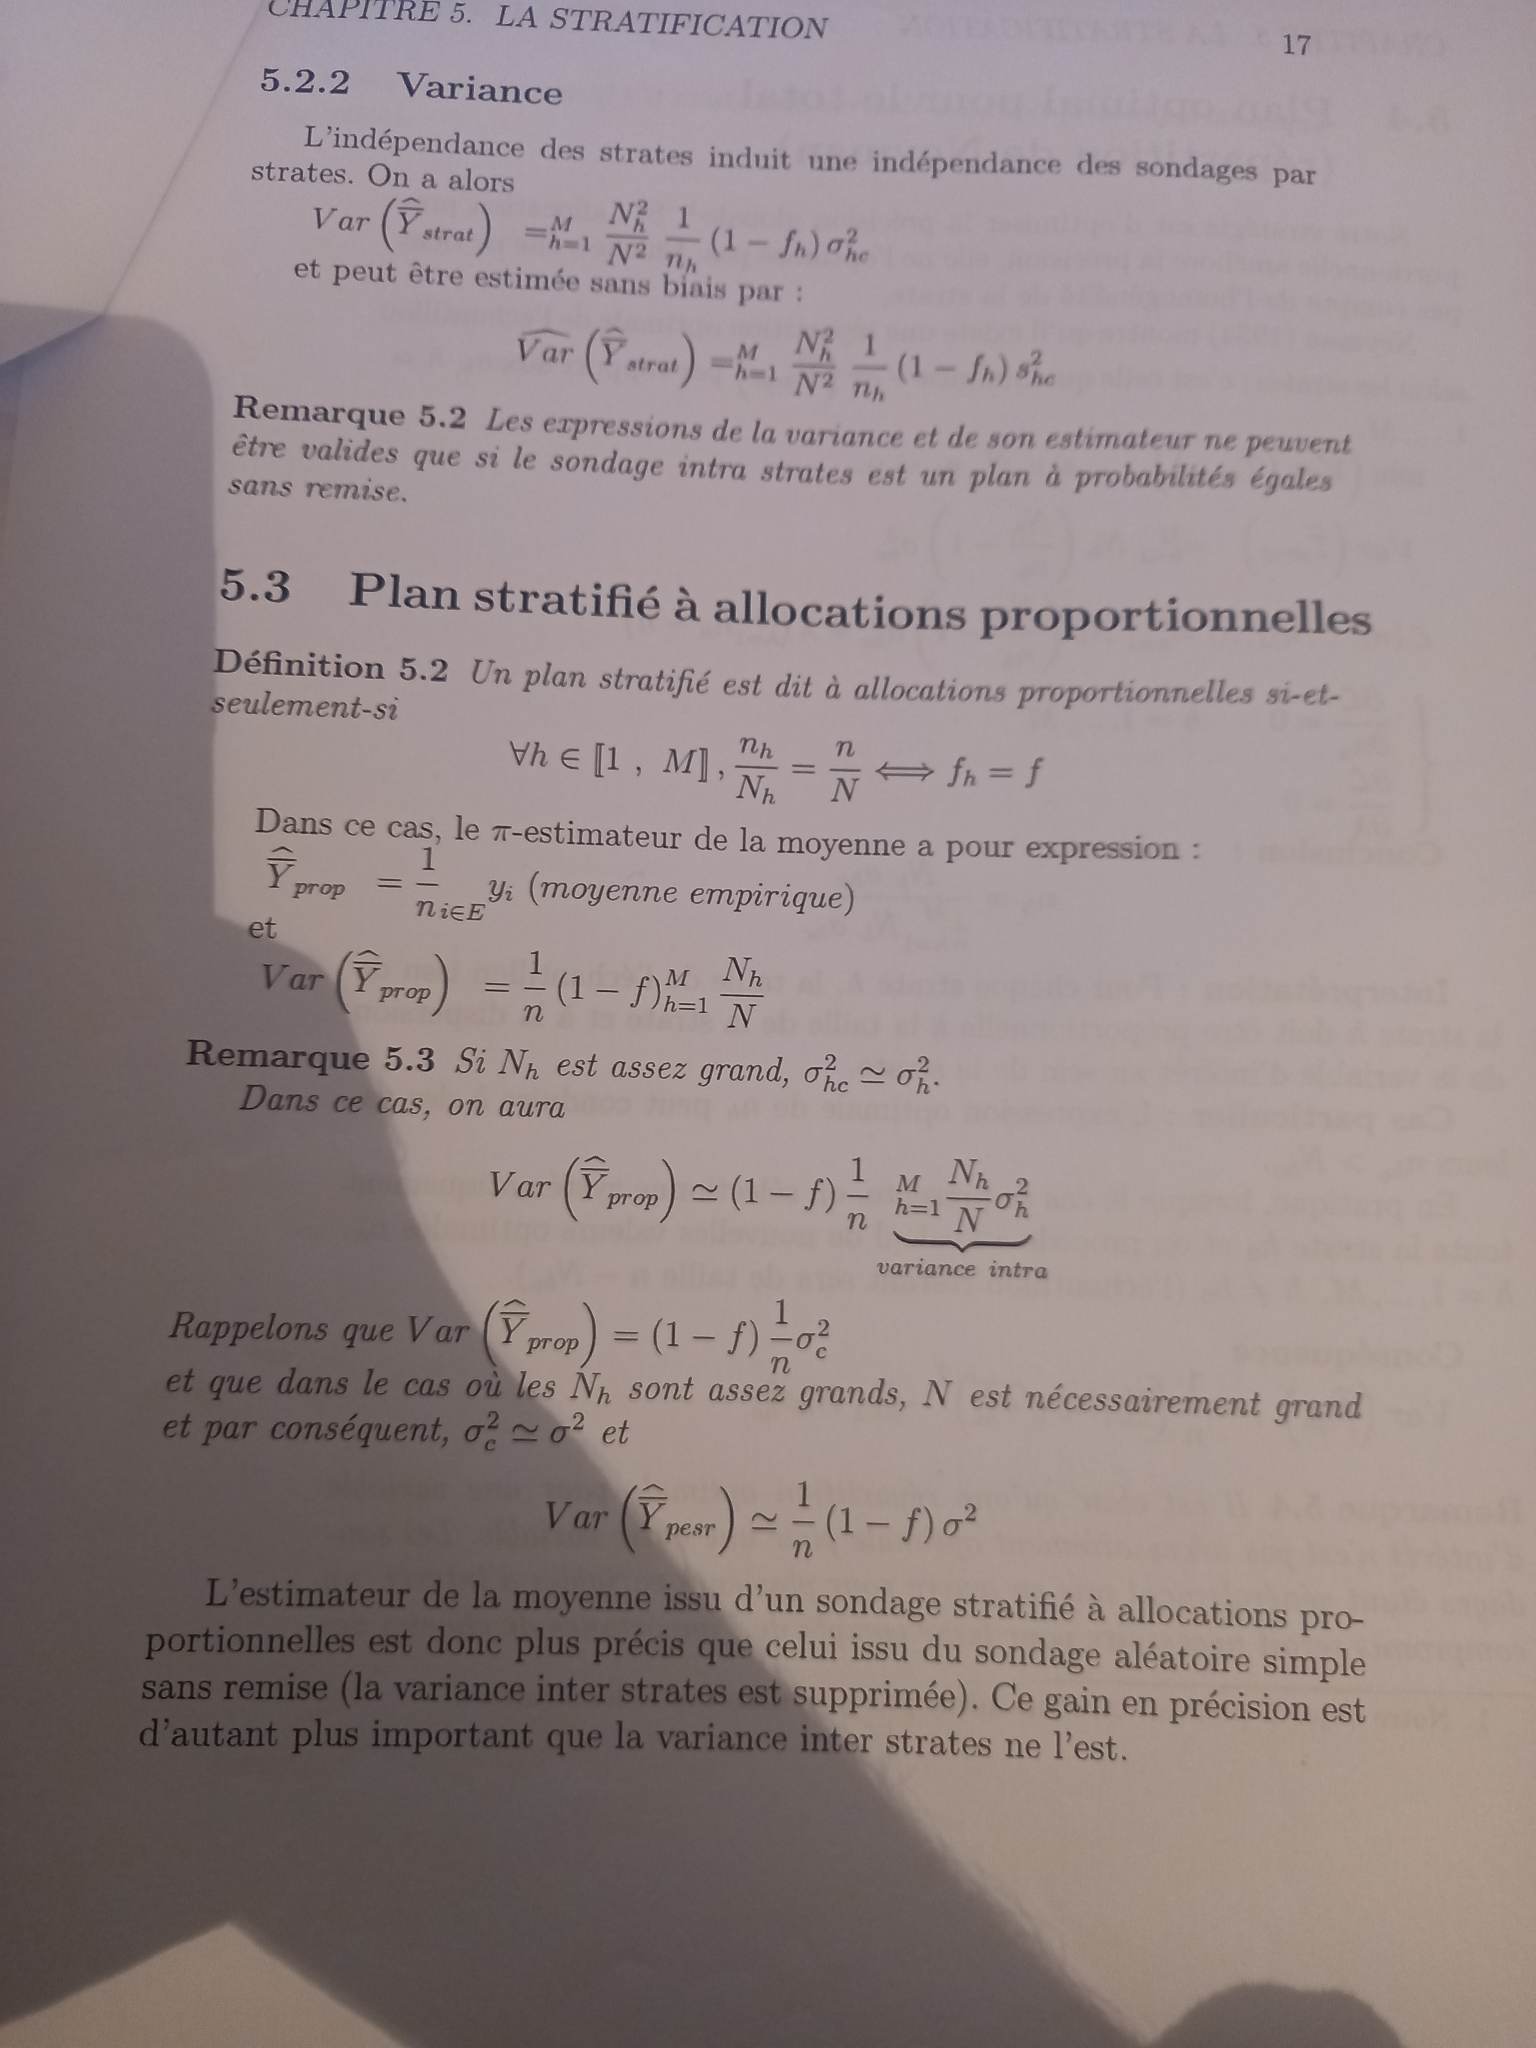 CHAPITRE 5. LA STRATIFICATION 17
5.2.2 Variance
L'indépendance des strates induit une indépendance des sondages par
strates. On a alors
$Var\left(\widehat{\overline{Y}}_{strat}\right) =_{h=1}^{M} \frac{N_h^2}{N^2} \frac{1}{n_h} (1 - f_h) \sigma_{hc}^2$
et peut être estimée sans biais par :
$\widehat{Var}\left(\widehat{\overline{Y}}_{strat}\right) =_{h=1}^{M} \frac{N_h^2}{N^2} \frac{1}{n_h} (1 - f_h) s_{hc}^2$
Remarque 5.2 Les expressions de la variance et de son estimateur ne peuvent
être valides que si le sondage intra strates est un plan à probabilités égales
sans remise.
5.3 Plan stratifié à allocations proportionnelles
Définition 5.2 Un plan stratifié est dit à allocations proportionnelles si-et-
seulement-si
$\forall h \in [\![1 , M]\!], \frac{n_h}{N_h} = \frac{n}{N} \Longleftrightarrow f_h = f$
Dans ce cas, le π-estimateur de la moyenne a pour expression :
$\widehat{\overline{Y}}_{prop} = \frac{1}{n}_{i \in E} y_i$ (moyenne empirique)
et
$Var\left(\widehat{\overline{Y}}_{prop}\right) = \frac{1}{n} (1 - f)_{h=1}^{M} \frac{N_h}{N}$
Remarque 5.3 Si $N_h$ est assez grand, $\sigma_{hc}^2 \simeq \sigma_h^2$.
Dans ce cas, on aura
$Var\left(\widehat{\overline{Y}}_{prop}\right) \simeq (1 - f) \frac{1}{n} \underbrace{{}_{h=1}^{M} \frac{N_h}{N} \sigma_h^2}_{variance\ intra}$
Rappelons que $Var\left(\widehat{\overline{Y}}_{prop}\right) = (1 - f) \frac{1}{n} \sigma_c^2$
et que dans le cas où les $N_h$ sont assez grands, N est nécessairement grand
et par conséquent, $\sigma_c^2 \simeq \sigma^2$ et
$Var\left(\widehat{\overline{Y}}_{pesr}\right) \simeq \frac{1}{n} (1 - f) \sigma^2$
L'estimateur de la moyenne issu d'un sondage stratifié à allocations pro-
portionnelles est donc plus précis que celui issu du sondage aléatoire simple
sans remise (la variance inter strates est supprimée). Ce gain en précision est
d'autant plus important que la variance inter strates ne l'est.